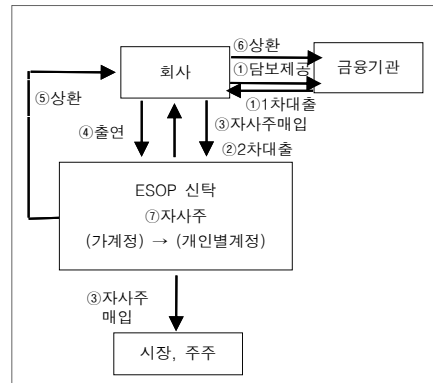 ⑥상환
회사
금융기관
①담보제공
①1차대출
⑤상환
④출연
③자사주매입
②2차대출
ESOP 신탁
⑦자사주
(가계정) → (개인별계정)
③자사주
매입
시장, 주주